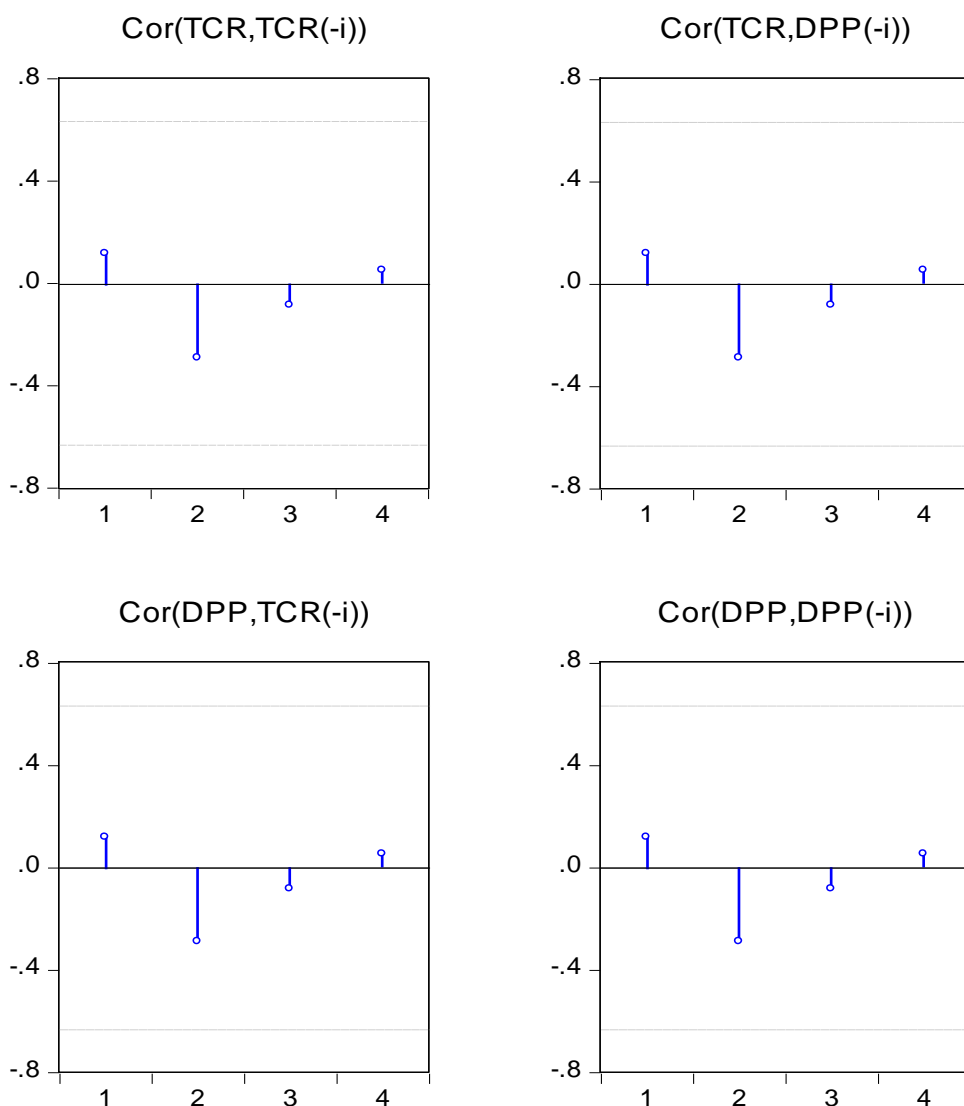 Cor(TCR,TCR(-i))
.8
.4
.0
-.4
-.8
1 2 3 4
Cor(TCR,DPP(-i))
.8
.4
.0
-.4
-.8
1 2 3 4
Cor(DPP,TCR(-i))
.8
.4
.0
-.4
-.8
1 2 3 4
Cor(DPP,DPP(-i))
.8
.4
.0
-.4
-.8
1 2 3 4